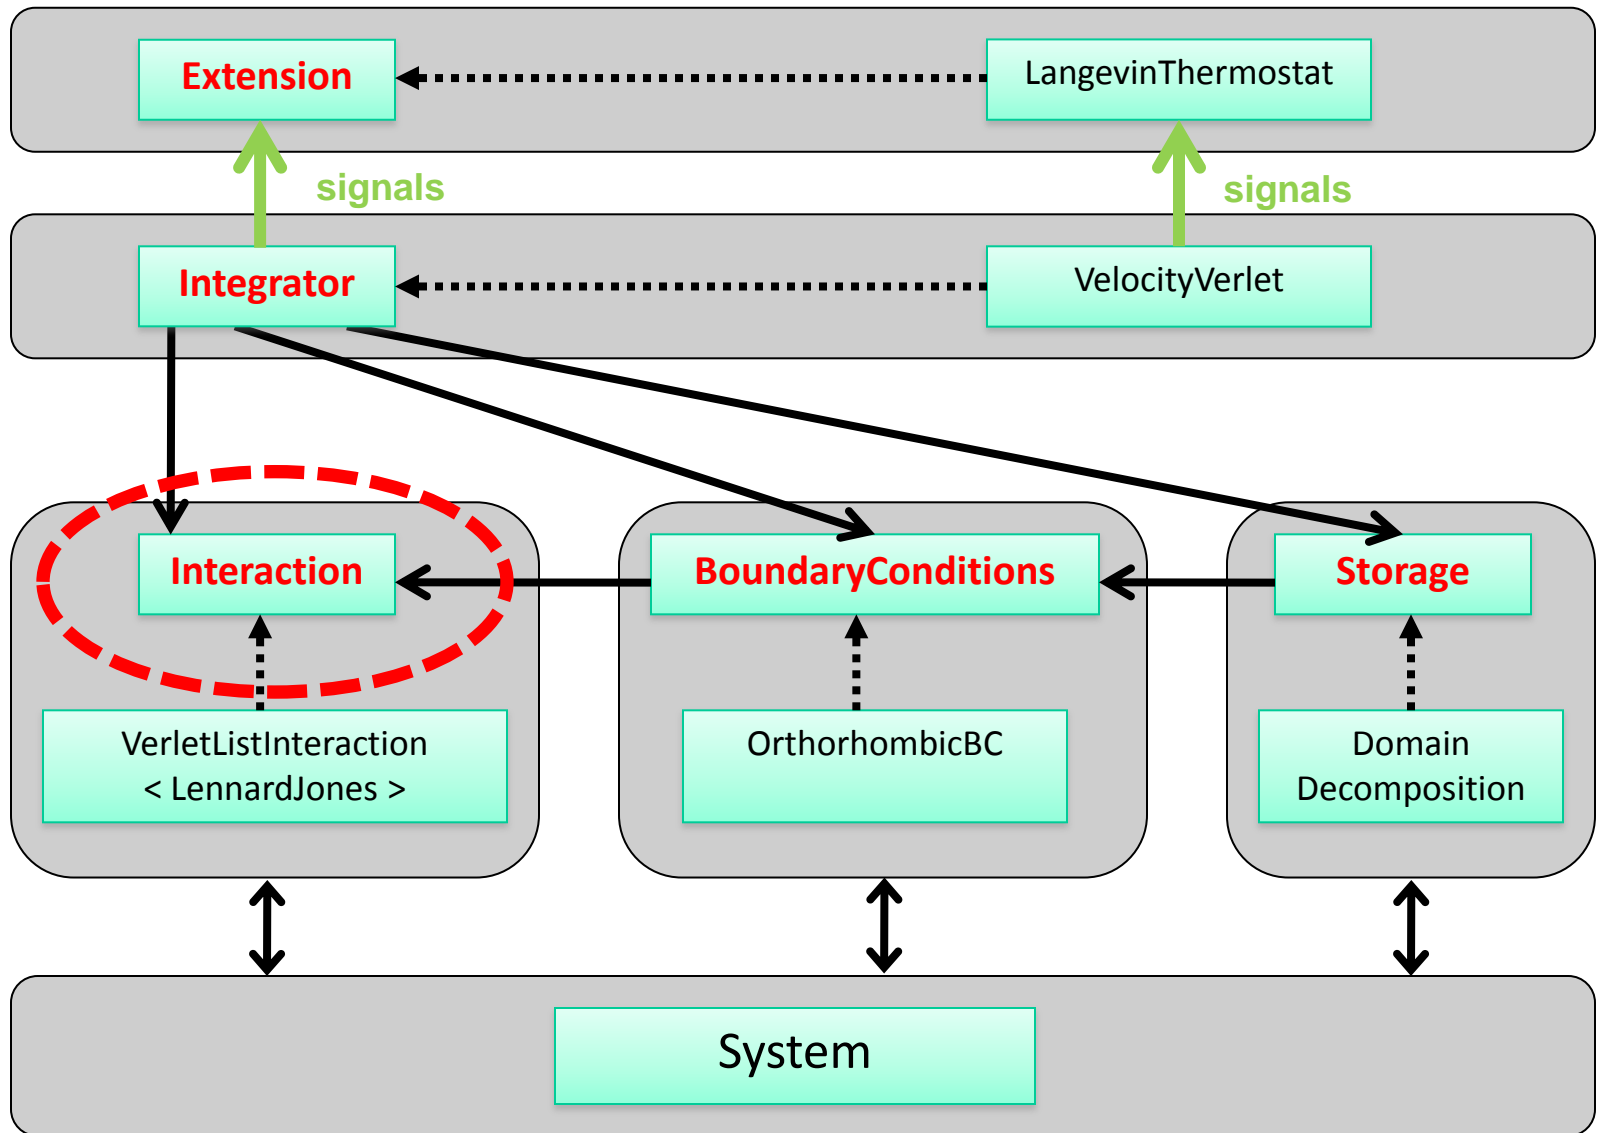 Extension
LangevinThermostat
signals
signals
Integrator
VelocityVerlet
Interaction
BoundaryConditions
Storage
VerletListInteraction
< LennardJones >
OrthorhombicBC
Domain
Decomposition
System